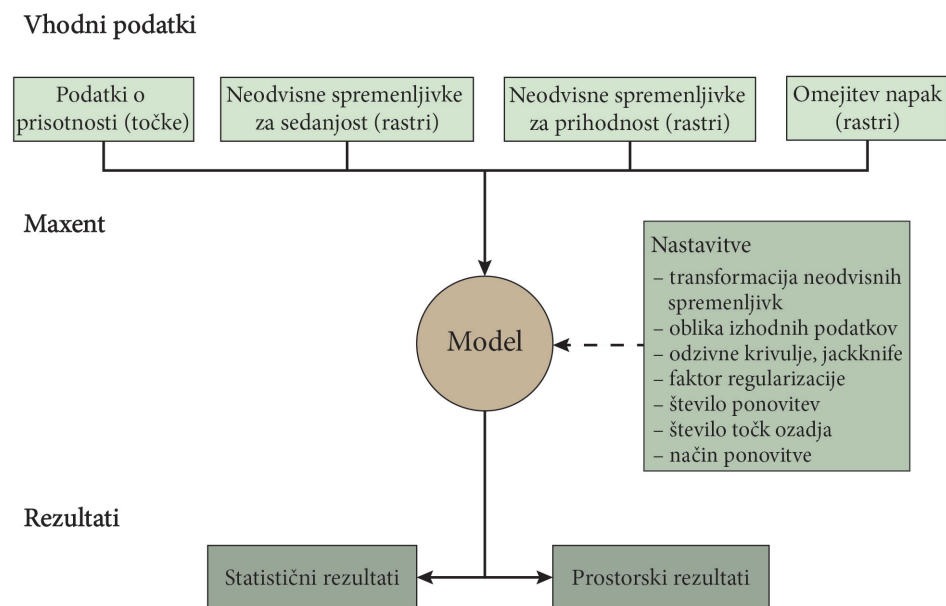 Vhodni podatki
Podatki o
prisotnosti (točke)
Neodvisne spremenljivke
za sedanjost (rastri)
Neodvisne spremenljivke
za prihodnost (rastri)
Omejitev napak
(rastri)
Maxent
Nastavitve
– transformacija neodvisnih
spremenljivk
– oblika izhodnih podatkov
– odzivne krivulje, jackknife
– faktor regularizacije
– število ponovitev
– število točk ozadja
– način ponovitve
Model
Rezultati
Statistični rezultati
Prostorski rezultati